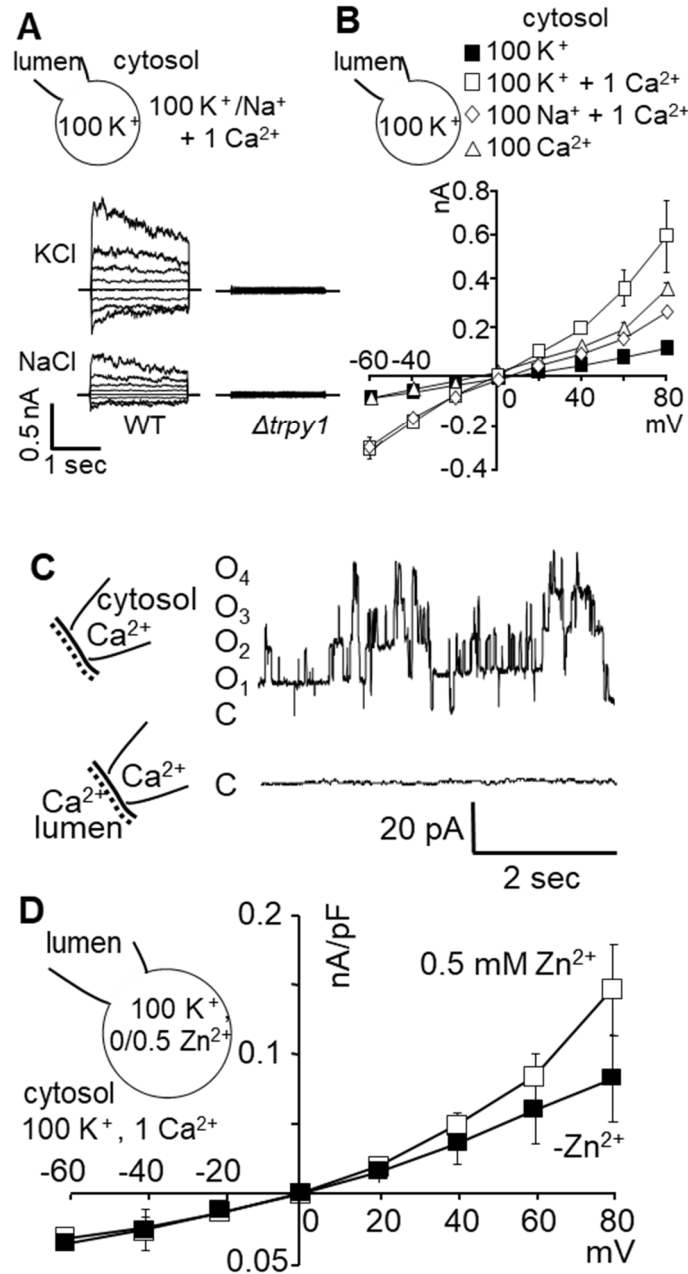 A
lumen cytosol
100 K⁺
100 K⁺/Na⁺
+ 1 Ca²⁺
KCl
NaCl
0.5 nA
1 sec
WT
Δtrpy1
B
cytosol
lumen
100 K⁺
■ 100 K⁺
□ 100 K⁺ + 1 Ca²⁺
◇ 100 Na⁺ + 1 Ca²⁺
△ 100 Ca²⁺
nA
0.8
0.6
0.4
0.2
-60 -40
0 40 80
mV
-0.2
-0.4
C
cytosol
Ca²⁺
O₄
O₃
O₂
O₁
C
Ca²⁺
Ca²⁺
lumen
C
20 pA
2 sec
D
lumen
100 K⁺,
0/0.5 Zn²⁺
cytosol
100 K⁺, 1 Ca²⁺
0.2
nA/pF
0.1
0.5 mM Zn²⁺
-Zn²⁺
-60 -40 -20
0 20 40 60 80
mV
0.05